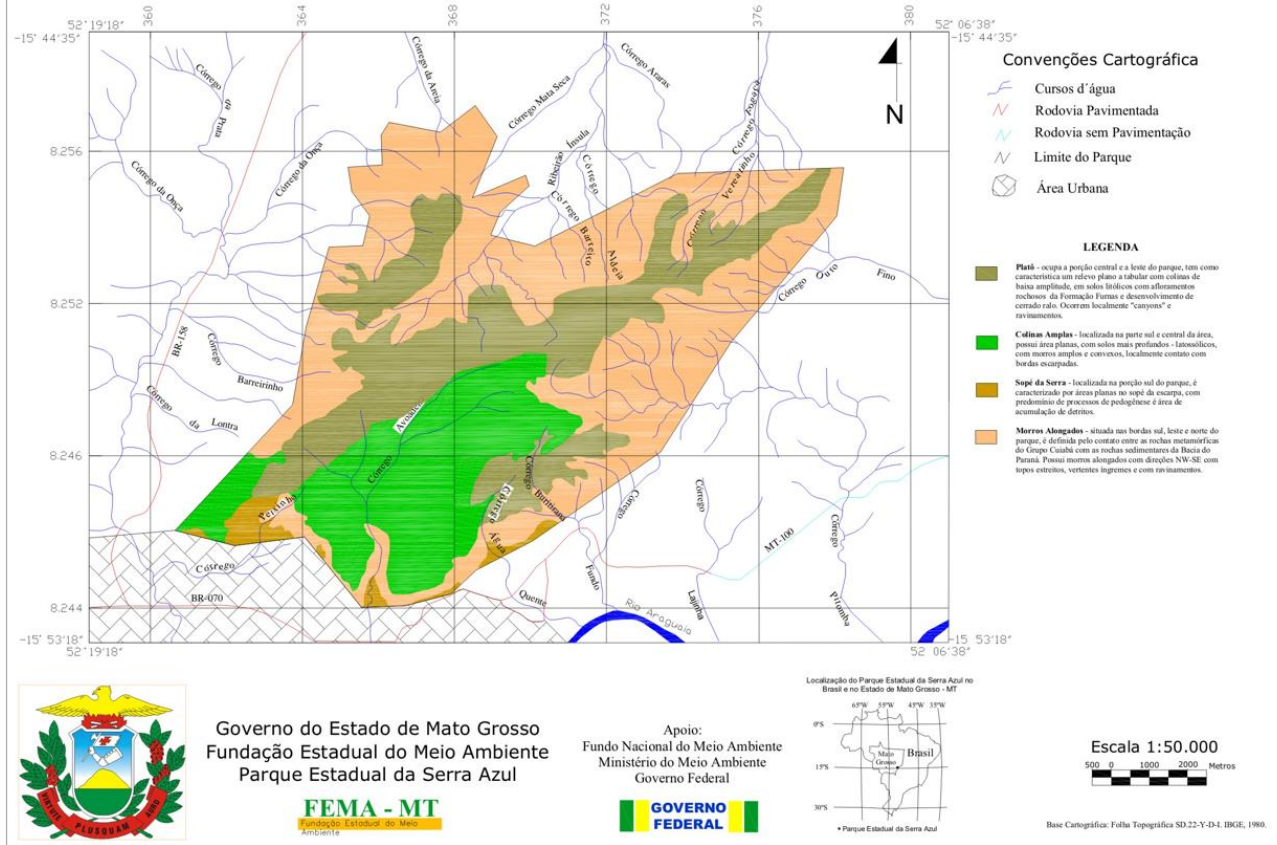 360
364
368
372
376
380
52°19'18"
52°06'38"
-15°44'35"
-15°44'35"
8.256
8.252
8.246
8.244
-15°53'18"
-15 53'18"
52°19'18"
52 06'38"
Córrego da Prata
Córrego da Onça
Córrego da Onça
Córrego da Areia
Córrego Mata Seca
Córrego Araras
Ribeirão Ínsula
Córrego
Córrego Barreiro
Aldeia
Córrego
Córrego Vereatinho
Córrego Outo Fino
BR-158
Córrego Barreirinho
Córrego da Lontra
Córrego Avoadeira
Córrego
BR-070
Córrego Buritirana
Córrego Água Quente
Fundo
Córrego
Córrego
Lajinha
MT-100
Córrego
Pitomba
Rio Araguaia
N
Convenções Cartográfica
Cursos d´água
Rodovia Pavimentada
Rodovia sem Pavimentação
Limite do Parque
Área Urbana
LEGENDA
Platô - ocupa a porção central e a leste do parque, tem como
característica um relevo plano a tabular com colinas de
baixa amplitude, em solos litólicos com afloramentos
rochosos da Formação Furnas e desenvolvimento de
cerrado ralo. Ocorrem localmente "canyons" e
ravinamentos.
Colinas Amplas - localizada na parte sul e central da área,
possui área planas, com solos mais profundos - latossólicos,
com morros amplos e convexos, localmente contato com
bordas escarpadas.
Sopé da Serra - localizada na porção sul do parque, é
caracterizado por áreas planas no sopé da escarpa, com
predomínio de processos de pedogênese é área de
acumulação de detritos.
Morros Alongados - situada nas bordas sul, leste e norte do
parque, é definida pelo contato entre as rochas metamórficas
do Grupo Cuiabá com as rochas sedimentares da Bacia do
Paraná. Possui morros alongados com direções NW-SE com
topos estreitos, vertentes íngremes e com ravinamentos.
VIRTUTE PLUSQUAM AURO
Governo do Estado de Mato Grosso
Fundação Estadual do Meio Ambiente
Parque Estadual da Serra Azul
FEMA - MT
Fundação Estadual do Meio
Ambiente
Apoio:
Fundo Nacional do Meio Ambiente
Ministério do Meio Ambiente
Governo Federal
GOVERNO
FEDERAL
Localização do Parque Estadual da Serra Azul no
Brasil e no Estado de Mato Grosso - MT
65°W 55°W 45°W 35°W
0°S
15°S
30°S
Mato
Grosso
Brasil
• Parque Estadual da Serra Azul
Escala 1:50.000
500 0 1000 2000 Metros
Base Cartográfica: Folha Topográfica SD.22-Y-D-I. IBGE, 1980.